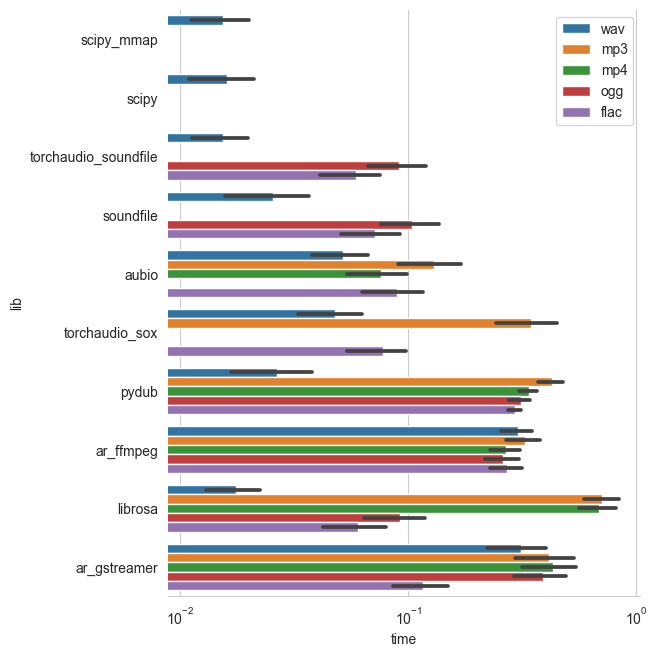 wav
mp3
mp4
ogg
flac
scipy_mmap
scipy
torchaudio_soundfile
soundfile
aubio
torchaudio_sox
pydub
ar_ffmpeg
librosa
ar_gstreamer
lib
10⁻²
10⁻¹
10⁰
time